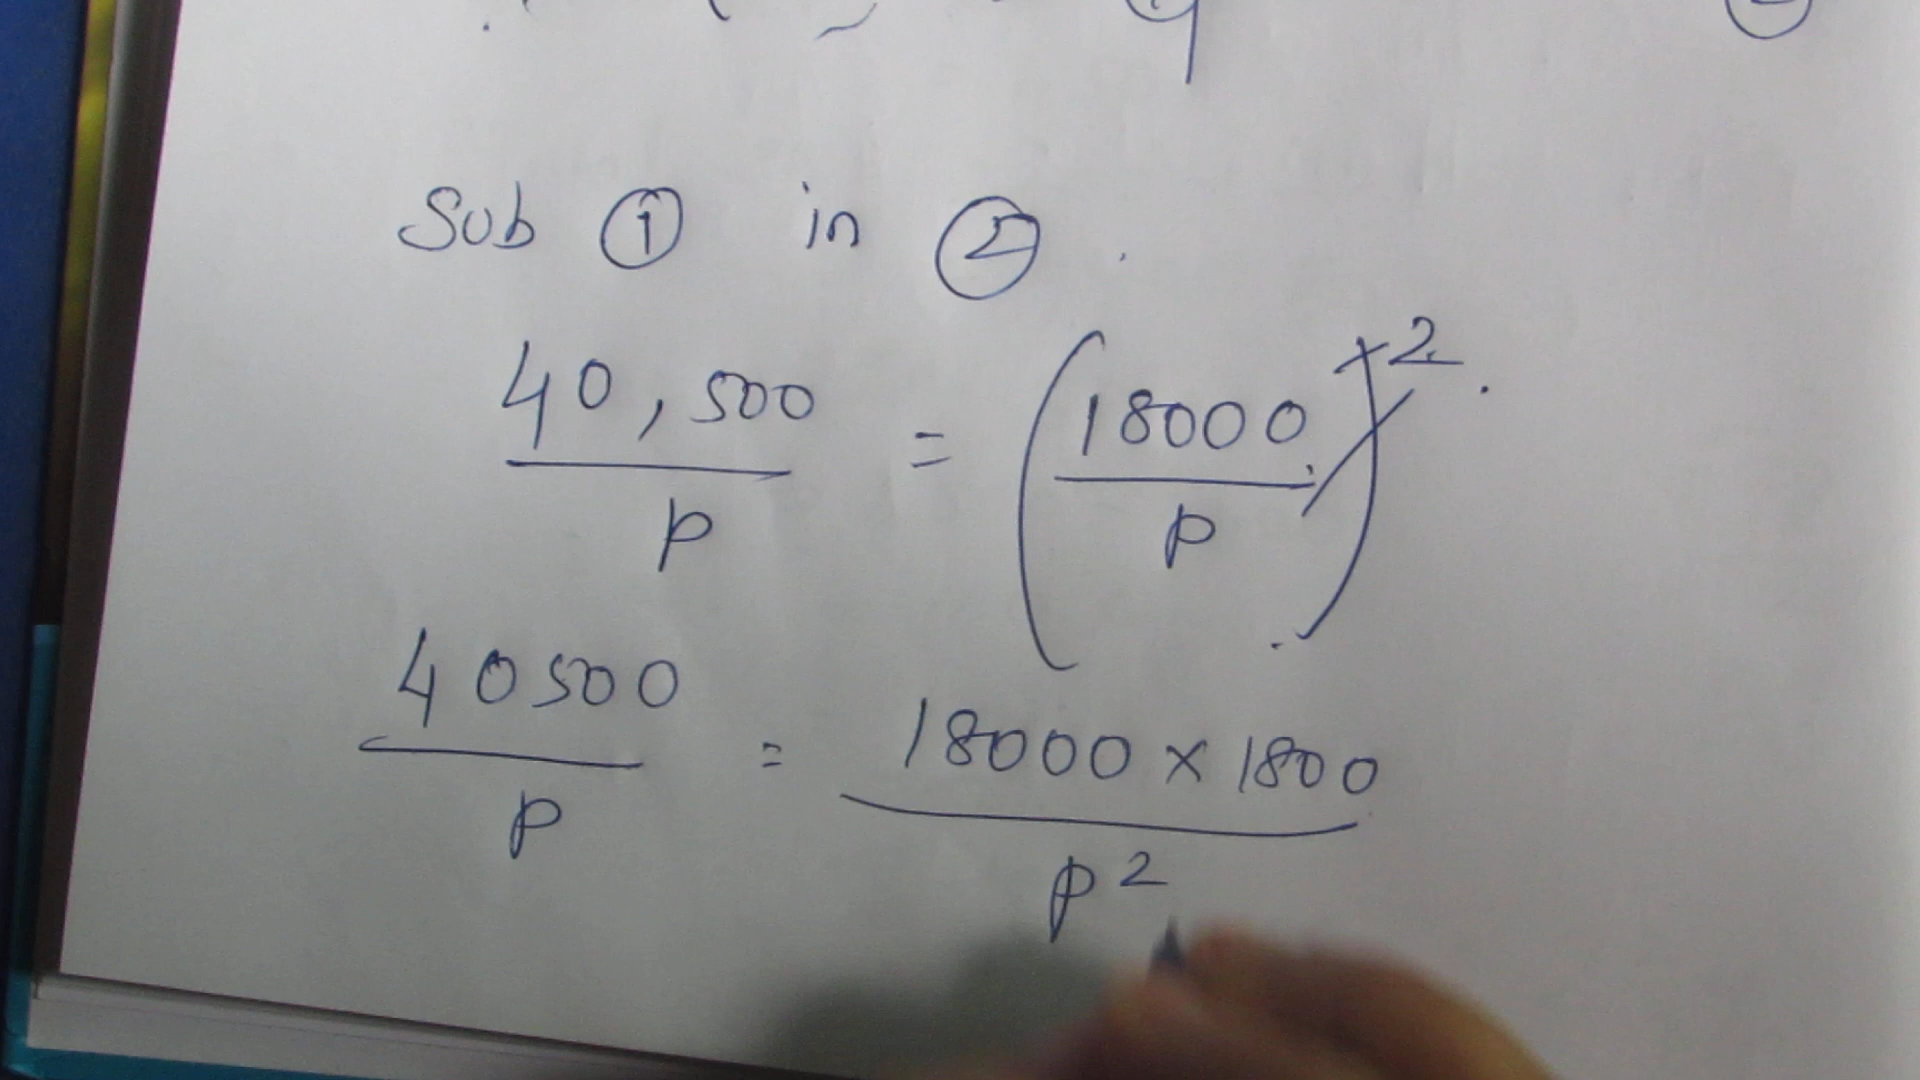 Sub ① in ② .
40,500 / p = (18000 / p)^2 .
40500 / p = 18000 × 1800 / p^2